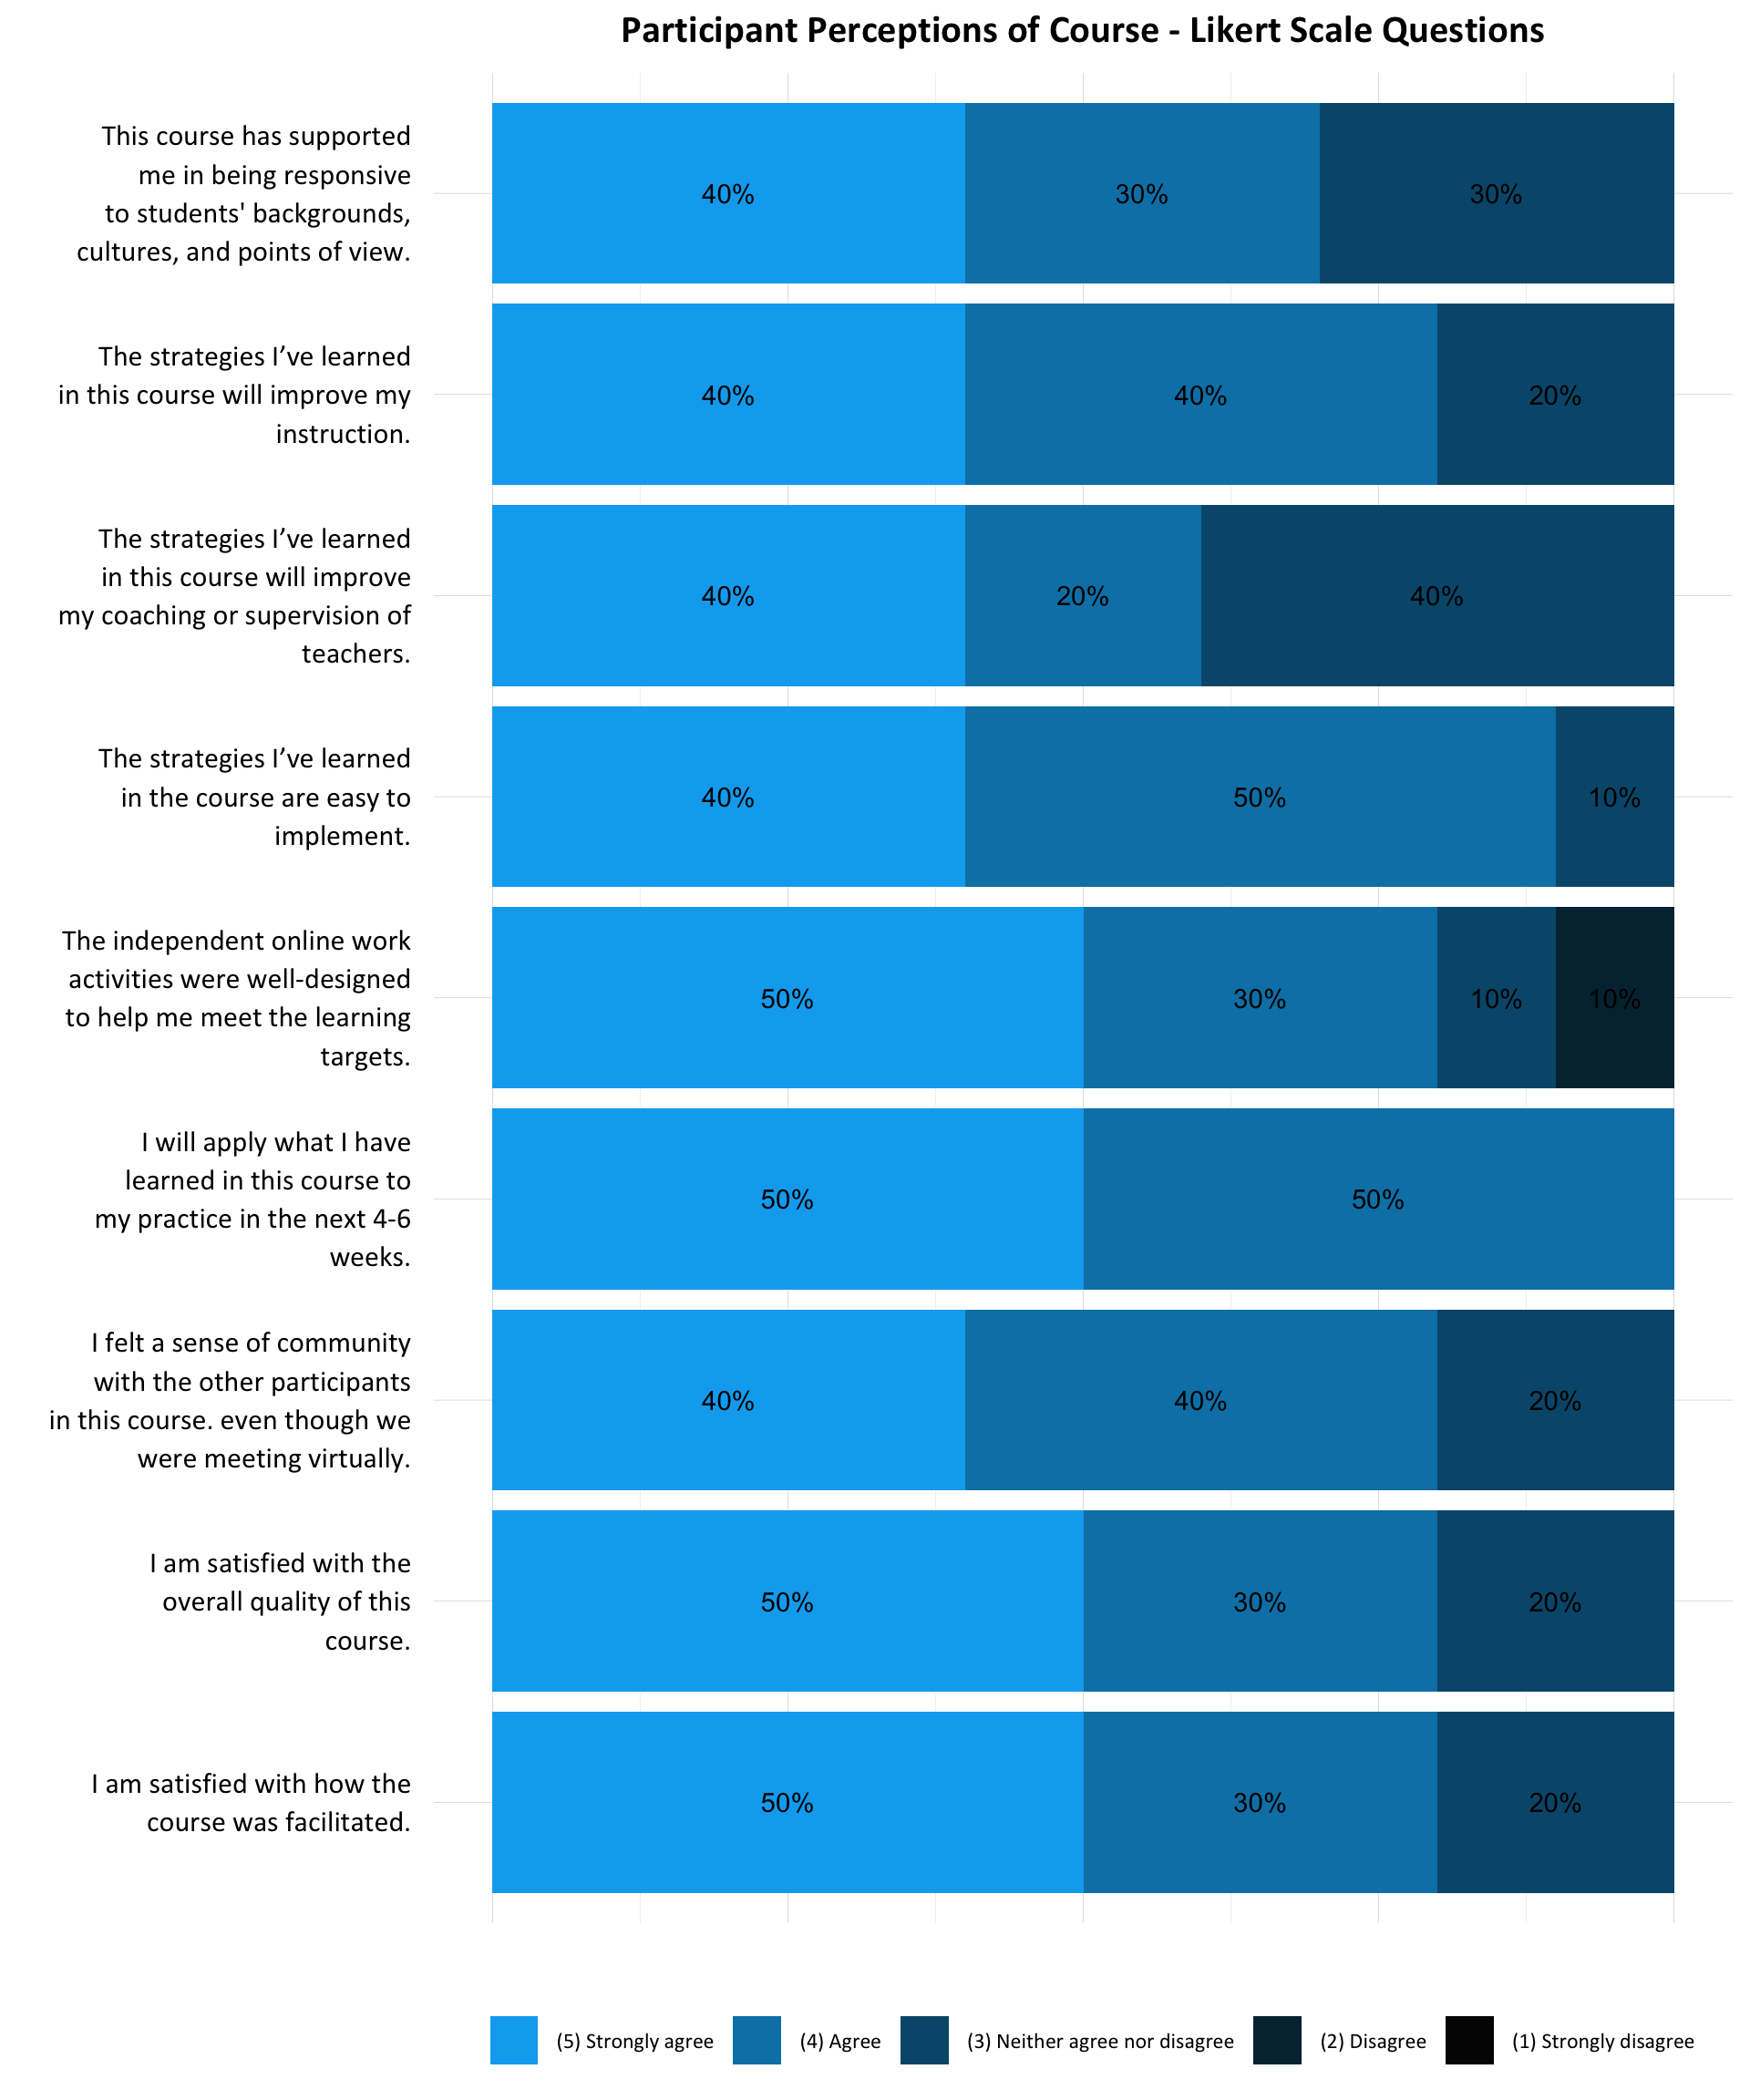 Participant Perceptions of Course - Likert Scale Questions
This course has supported
me in being responsive
to students' backgrounds,
cultures, and points of view.
40% 30% 30%
The strategies I’ve learned
in this course will improve my
instruction.
40% 40% 20%
The strategies I’ve learned
in this course will improve
my coaching or supervision of
teachers.
40% 20% 40%
The strategies I’ve learned
in the course are easy to
implement.
40% 50% 10%
The independent online work
activities were well-designed
to help me meet the learning
targets.
50% 30% 10% 10%
I will apply what I have
learned in this course to
my practice in the next 4-6
weeks.
50% 50%
I felt a sense of community
with the other participants
in this course. even though we
were meeting virtually.
40% 40% 20%
I am satisfied with the
overall quality of this
course.
50% 30% 20%
I am satisfied with how the
course was facilitated.
50% 30% 20%
(5) Strongly agree (4) Agree (3) Neither agree nor disagree (2) Disagree (1) Strongly disagree